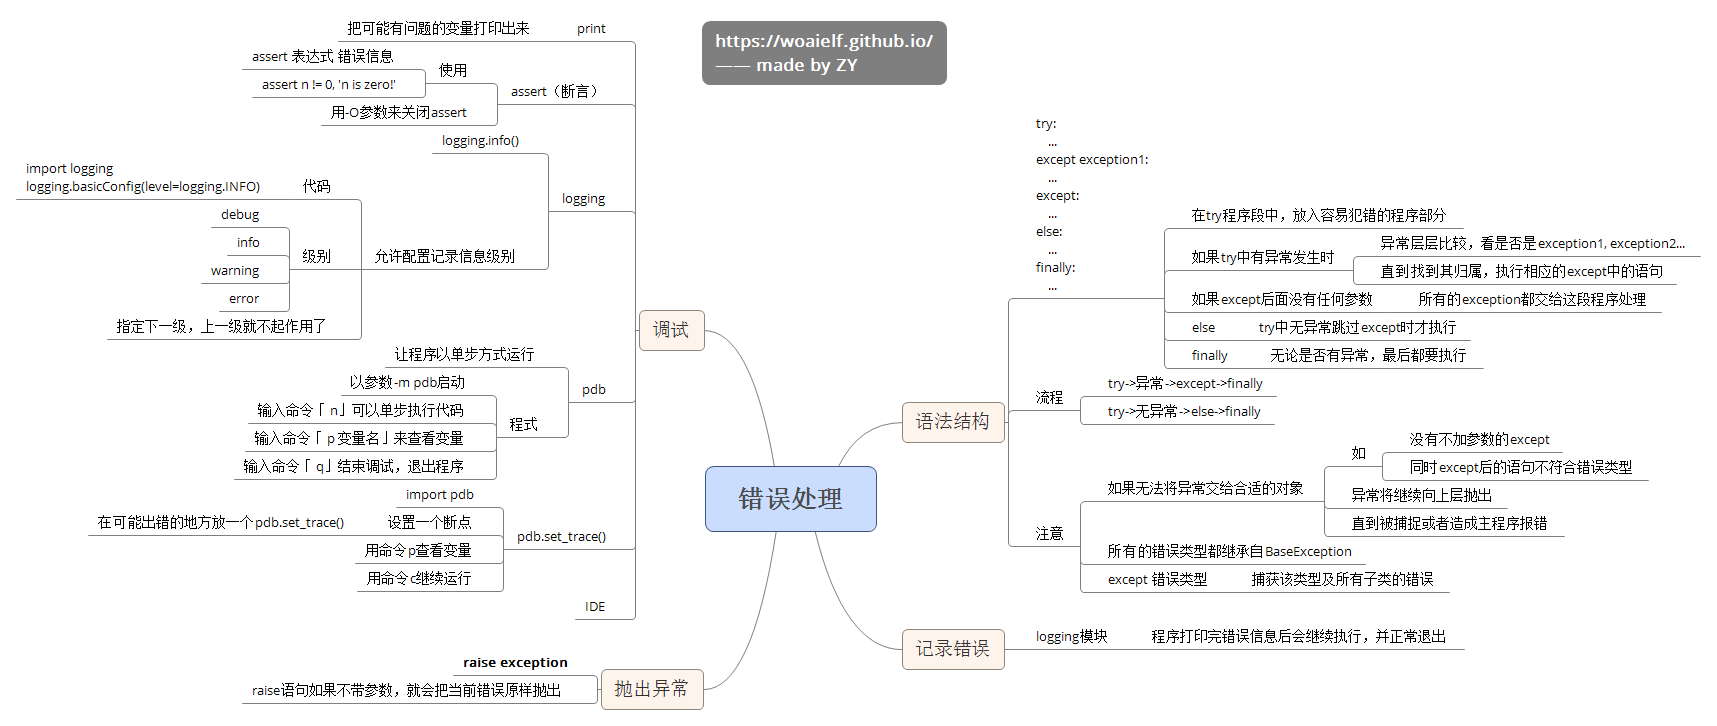 https://woaielf.github.io/
—— made by ZY
错误处理
语法结构
try:
...
except exception1:
...
except:
...
else:
...
finally:
...
在try程序段中，放入容易犯错的程序部分
如果try中有异常发生时
异常层层比较，看是否是exception1, exception2...
直到找到其归属，执行相应的except中的语句
如果except后面没有任何参数
所有的exception都交给这段程序处理
else
try中无异常跳过except时才执行
finally
无论是否有异常，最后都要执行
流程
try->异常->except->finally
try->无异常->else->finally
注意
如果无法将异常交给合适的对象
如
没有不加参数的except
同时except后的语句不符合错误类型
异常将继续向上层抛出
直到被捕捉或者造成主程序报错
所有的错误类型都继承自BaseException
except 错误类型
捕获该类型及所有子类的错误
记录错误
logging模块
程序打印完错误信息后会继续执行，并正常退出
调试
print
把可能有问题的变量打印出来
assert（断言）
使用
assert 表达式 错误信息
assert n != 0, 'n is zero!'
用-O参数来关闭assert
logging
logging.info()
允许配置记录信息级别
代码
import logging
logging.basicConfig(level=logging.INFO)
级别
debug
info
warning
error
指定下一级，上一级就不起作用了
pdb
让程序以单步方式运行
程式
以参数-m pdb启动
输入命令「 n」可以单步执行代码
输入命令「 p 变量名」来查看变量
输入命令「 q」结束调试，退出程序
pdb.set_trace()
import pdb
设置一个断点
在可能出错的地方放一个pdb.set_trace()
用命令p查看变量
用命令c继续运行
IDE
抛出异常
raise exception
raise语句如果不带参数，就会把当前错误原样抛出